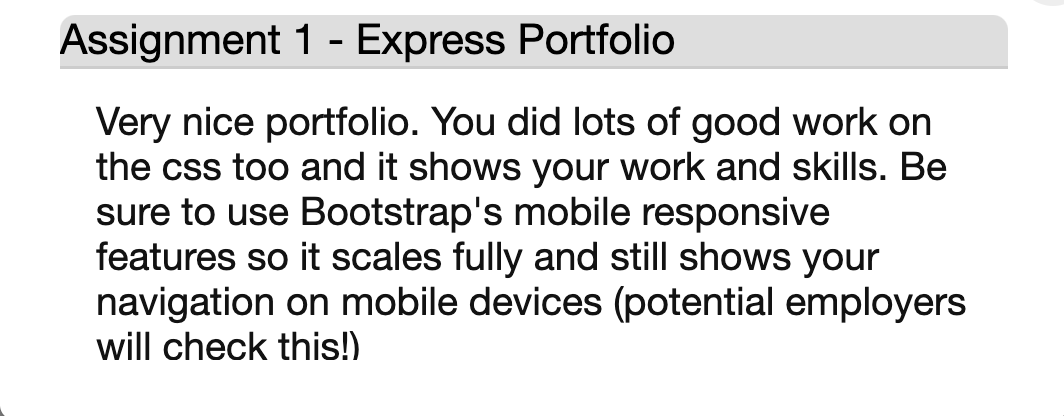 Assignment 1 - Express Portfolio
Very nice portfolio. You did lots of good work on
the css too and it shows your work and skills. Be
sure to use Bootstrap's mobile responsive
features so it scales fully and still shows your
navigation on mobile devices (potential employers
will check this!)